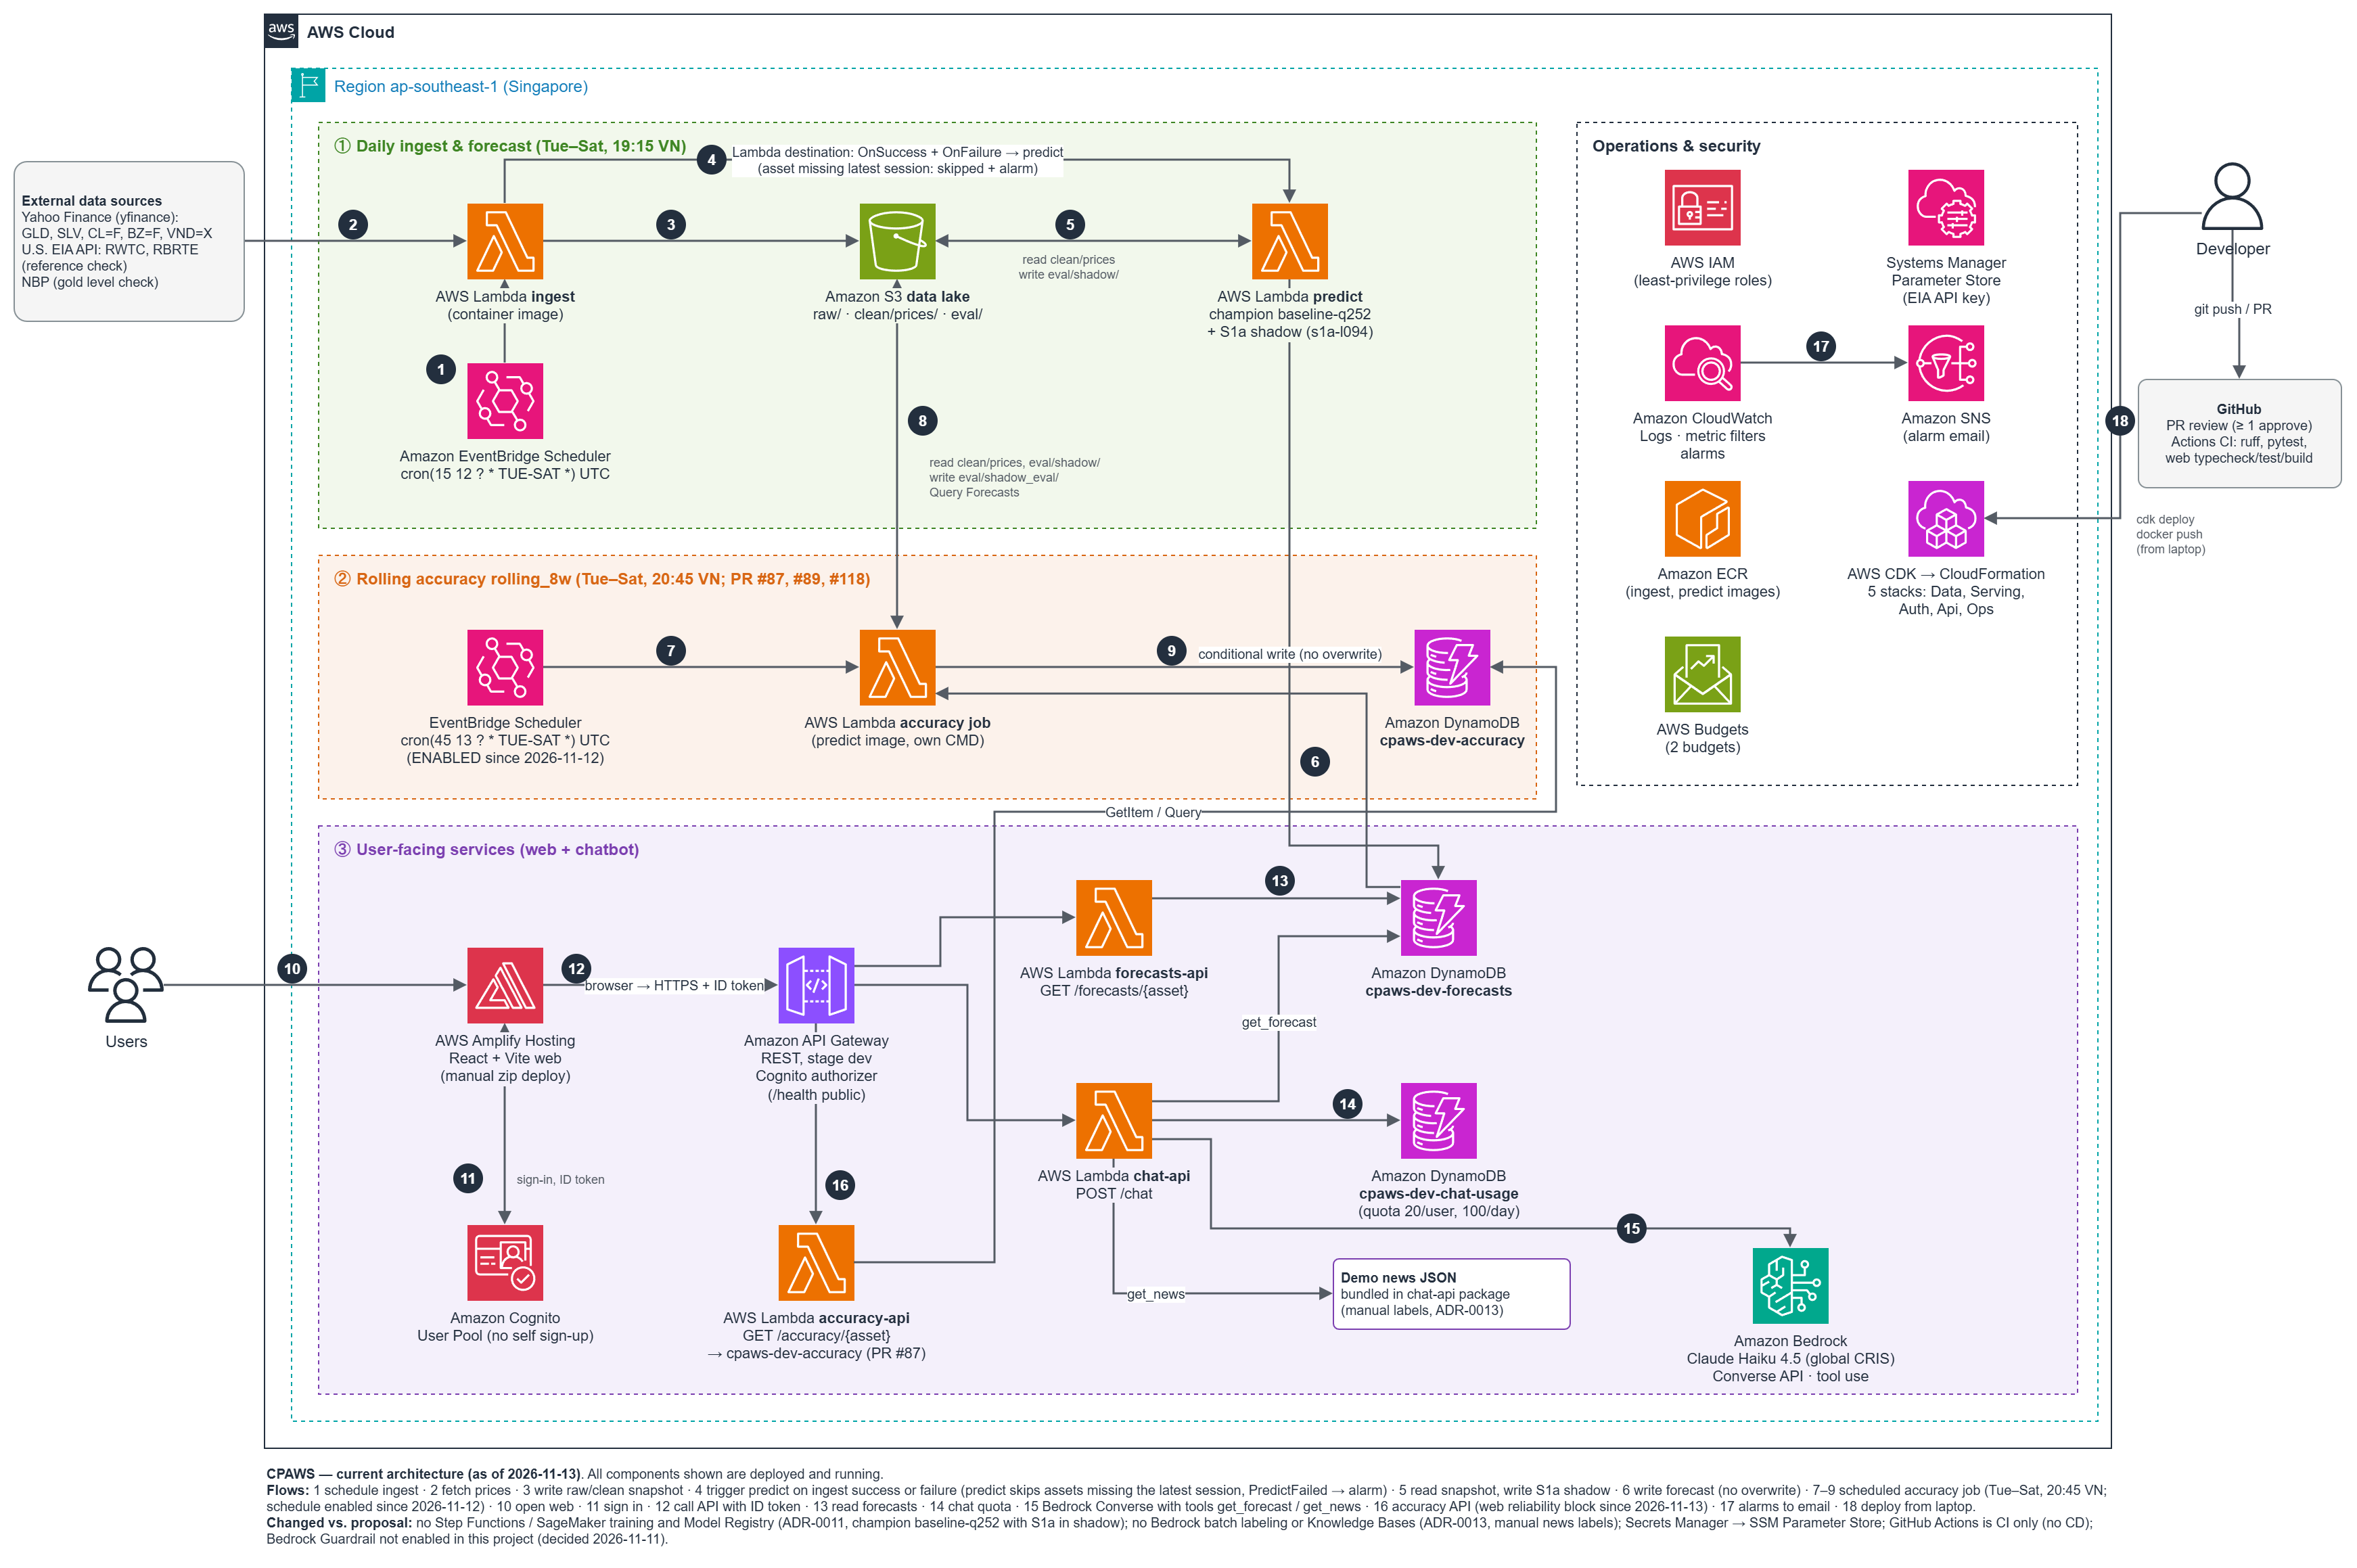 aws
AWS Cloud
Region ap-southeast-1 (Singapore)
① Daily ingest & forecast (Tue–Sat, 19:15 VN)
4
Lambda destination: OnSuccess + OnFailure → predict
(asset missing latest session: skipped + alarm)
External data sources
Yahoo Finance (yfinance):
GLD, SLV, CL=F, BZ=F, VND=X
U.S. EIA API: RWTC, RBRTE
(reference check)
NBP (gold level check)
2
3
5
read clean/prices
write eval/shadow/
AWS Lambda ingest
(container image)
Amazon S3 data lake
raw/ · clean/prices/ · eval/
AWS Lambda predict
champion baseline-q252
+ S1a shadow (s1a-l094)
1
Amazon EventBridge Scheduler
cron(15 12 ? * TUE-SAT *) UTC
8
read clean/prices, eval/shadow/
write eval/shadow_eval/
Query Forecasts
Operations & security
AWS IAM
(least-privilege roles)
Systems Manager
Parameter Store
(EIA API key)
17
Amazon CloudWatch
Logs · metric filters
alarms
Amazon SNS
(alarm email)
Amazon ECR
(ingest, predict images)
AWS CDK → CloudFormation
5 stacks: Data, Serving,
Auth, Api, Ops
AWS Budgets
(2 budgets)
Developer
git push / PR
18
GitHub
PR review (≥ 1 approve)
Actions CI: ruff, pytest,
web typecheck/test/build
cdk deploy
docker push
(from laptop)
② Rolling accuracy rolling_8w (Tue–Sat, 20:45 VN; PR #87, #89, #118)
7
9
conditional write (no overwrite)
EventBridge Scheduler
cron(45 13 ? * TUE-SAT *) UTC
(ENABLED since 2026-11-12)
AWS Lambda accuracy job
(predict image, own CMD)
Amazon DynamoDB
cpaws-dev-accuracy
6
GetItem / Query
③ User-facing services (web + chatbot)
13
10
12
browser → HTTPS + ID token
Users
AWS Amplify Hosting
React + Vite web
(manual zip deploy)
Amazon API Gateway
REST, stage dev
Cognito authorizer
(/health public)
AWS Lambda forecasts-api
GET /forecasts/{asset}
Amazon DynamoDB
cpaws-dev-forecasts
get_forecast
14
11
sign-in, ID token
16
AWS Lambda chat-api
POST /chat
Amazon DynamoDB
cpaws-dev-chat-usage
(quota 20/user, 100/day)
15
get_news
Demo news JSON
bundled in chat-api package
(manual labels, ADR-0013)
Amazon Cognito
User Pool (no self sign-up)
AWS Lambda accuracy-api
GET /accuracy/{asset}
→ cpaws-dev-accuracy (PR #87)
Amazon Bedrock
Claude Haiku 4.5 (global CRIS)
Converse API · tool use
CPAWS — current architecture (as of 2026-11-13). All components shown are deployed and running.
Flows: 1 schedule ingest · 2 fetch prices · 3 write raw/clean snapshot · 4 trigger predict on ingest success or failure (predict skips assets missing the latest session, PredictFailed → alarm) · 5 read snapshot, write S1a shadow · 6 write forecast (no overwrite) · 7–9 scheduled accuracy job (Tue–Sat, 20:45 VN;
schedule enabled since 2026-11-12) · 10 open web · 11 sign in · 12 call API with ID token · 13 read forecasts · 14 chat quota · 15 Bedrock Converse with tools get_forecast / get_news · 16 accuracy API (web reliability block since 2026-11-13) · 17 alarms to email · 18 deploy from laptop.
Changed vs. proposal: no Step Functions / SageMaker training and Model Registry (ADR-0011, champion baseline-q252 with S1a in shadow); no Bedrock batch labeling or Knowledge Bases (ADR-0013, manual news labels); Secrets Manager → SSM Parameter Store; GitHub Actions is CI only (no CD);
Bedrock Guardrail not enabled in this project (decided 2026-11-11).